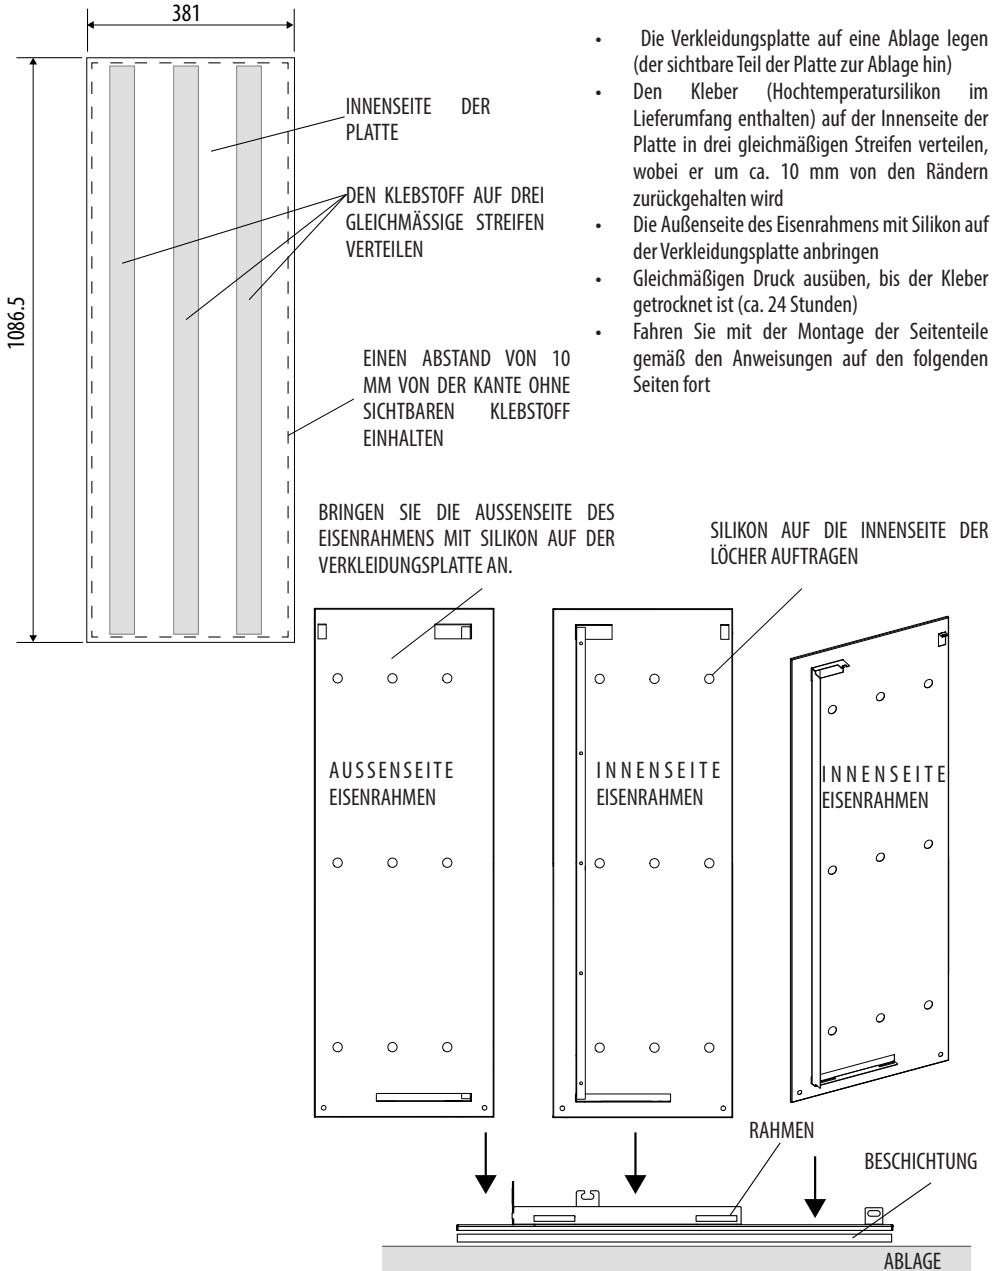 381
1086.5
INNENSEITE DER
PLATTE
DEN KLEBSTOFF AUF DREI
GLEICHMÄSSIGE STREIFEN
VERTEILEN
EINEN ABSTAND VON 10
MM VON DER KANTE OHNE
SICHTBAREN KLEBSTOFF
EINHALTEN
• Die Verkleidungsplatte auf eine Ablage legen
(der sichtbare Teil der Platte zur Ablage hin)
• Den Kleber (Hochtemperatursilikon im
Lieferumfang enthalten) auf der Innenseite der
Platte in drei gleichmäßigen Streifen verteilen,
wobei er um ca. 10 mm von den Rändern
zurückgehalten wird
• Die Außenseite des Eisenrahmens mit Silikon auf
der Verkleidungsplatte anbringen
• Gleichmäßigen Druck ausüben, bis der Kleber
getrocknet ist (ca. 24 Stunden)
• Fahren Sie mit der Montage der Seitenteile
gemäß den Anweisungen auf den folgenden
Seiten fort
BRINGEN SIE DIE AUSSENSEITE DES
EISENRAHMENS MIT SILIKON AUF DER
VERKLEIDUNGSPLATTE AN.
SILIKON AUF DIE INNENSEITE DER
LÖCHER AUFTRAGEN
AUSSENSEITE
EISENRAHMEN
INNENSEITE
EISENRAHMEN
INNENSEITE
EISENRAHMEN
RAHMEN
BESCHICHTUNG
ABLAGE